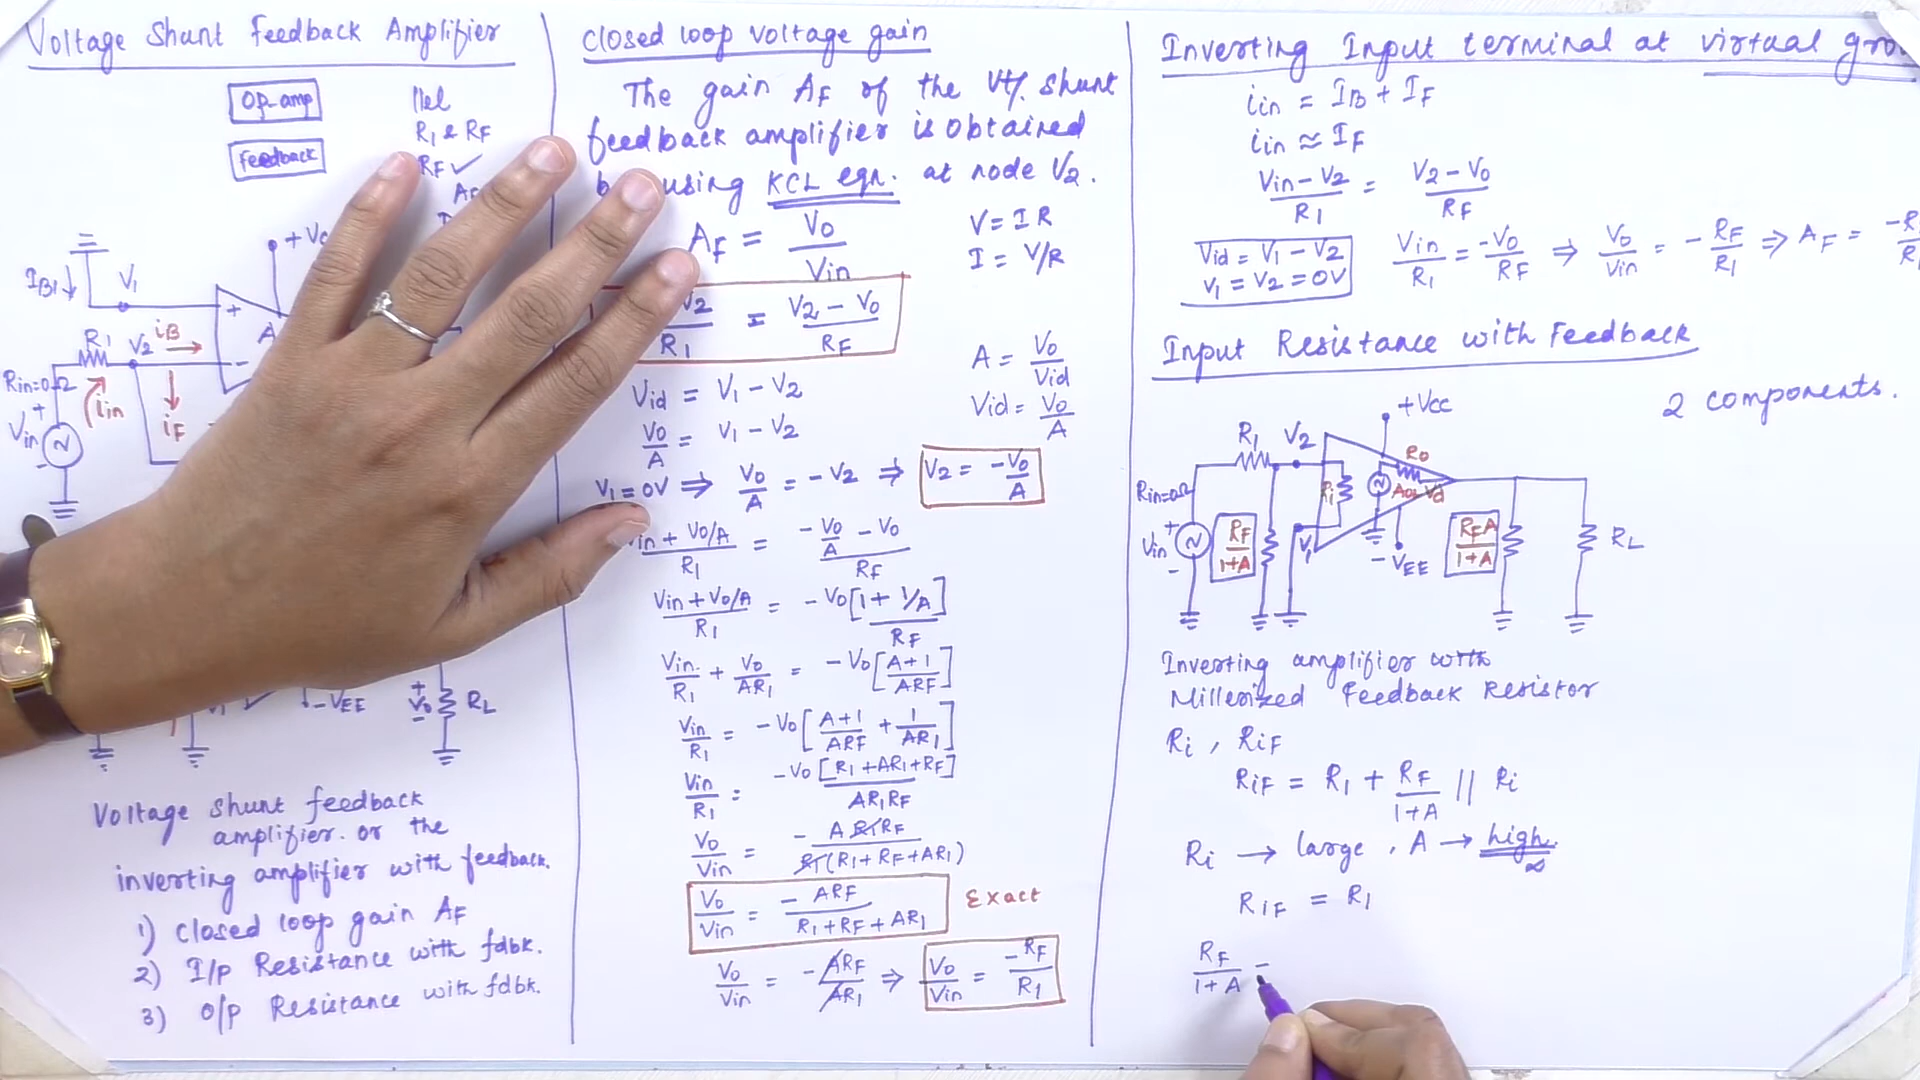 Voltage Shunt Feedback Amplifier
Op-amp
Feedback
||el
R1 & RF
RF ✓
+Vc
IB1 ↓
V1
+
A
R1
V2
iB
-
Rin=0Ω
iin
iF
+
Vin
-
-VEE
+
Vo
-
RL
Voltage shunt feedback
amplifier. or the
inverting amplifier with feedback.
1) Closed loop gain AF
2) I/p Resistance with fdbk.
3) O/p Resistance with fdbk.
Closed loop voltage gain
The gain AF of the Vtg. shunt
feedback amplifier is obtained
using KCL eqn. at node V2.
AF = Vo/Vin
V = IR
I = V/R
V2/R1 = (V2 - Vo)/RF
Vid = V1 - V2
A = Vo/Vid
Vo/A = V1 - V2
Vid = Vo/A
V1 = 0V ⇒ Vo/A = -V2 ⇒ V2 = -Vo/A
in + Vo/A / R1 = (-Vo/A - Vo)/RF
(Vin + Vo/A)/R1 = -Vo[1 + 1/A]/RF
Vin/R1 + Vo/AR1 = -Vo[(A+1)/ARF]
Vin/R1 = -Vo[(A+1)/ARF + 1/AR1]
Vin/R1 = -Vo[R1+AR1+RF]/AR1RF
Vo/Vin = -AR1RF/R1(R1+RF+AR1)
Vo/Vin = -ARF/(R1+RF+AR1)
Exact
Vo/Vin = -ARF/AR1 ⇒ Vo/Vin = -RF/R1
Inverting Input terminal at virtual gro
iin = IB + IF
iin ≈ IF
(Vin - V2)/R1 = (V2 - Vo)/RF
Vid = V1 - V2
V1 = V2 = 0V
Vin/R1 = -Vo/RF ⇒ Vo/Vin = -RF/R1 ⇒ AF = -R/R
Input Resistance with Feedback
2 components.
+Vcc
R1
V2
Ro
Rin=0Ω
Ri
AoL Vd
+
Vin
-
RF/1+A
V1
-VEE
RFA/1+A
RL
Inverting amplifier with
Millerized Feedback Resistor
Ri , RiF
RiF = R1 + RF/1+A || Ri
Ri → large , A → high
∞
RiF = R1
RF/1+A =